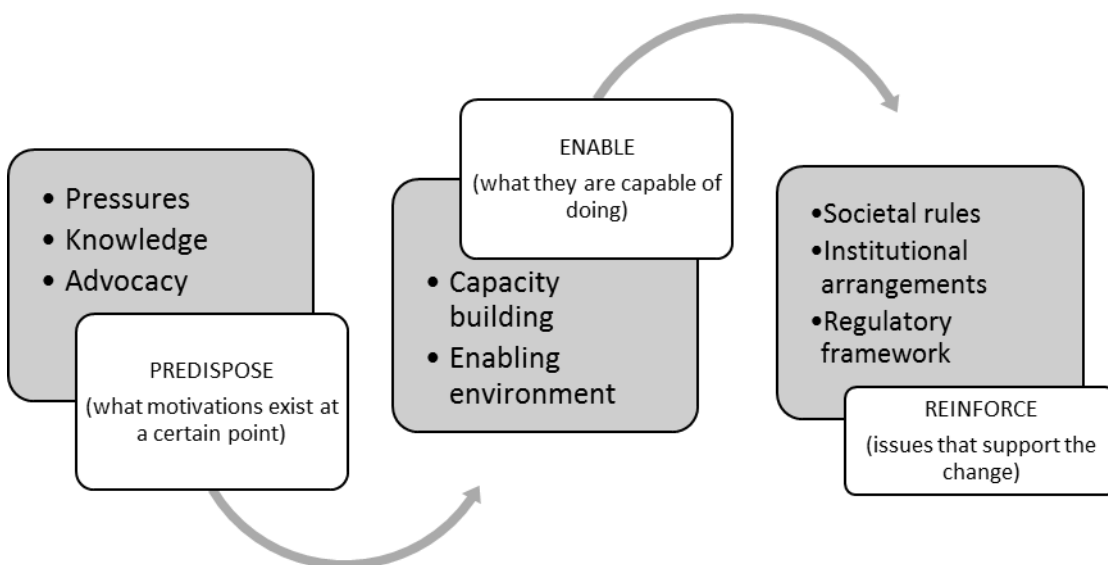 • Pressures
• Knowledge
• Advocacy
PREDISPOSE
(what motivations exist at
a certain point)
ENABLE
(what they are capable of
doing)
• Capacity
building
• Enabling
environment
•Societal rules
•Institutional
arrangements
•Regulatory
framework
REINFORCE
(issues that support the
change)